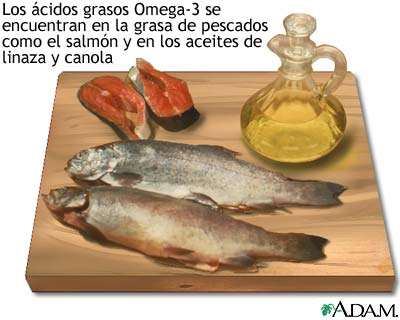 Los ácidos grasos Omega-3 se
encuentran en la grasa de pescados
como el salmón y en los aceites de
linaza y canola
ADAM.